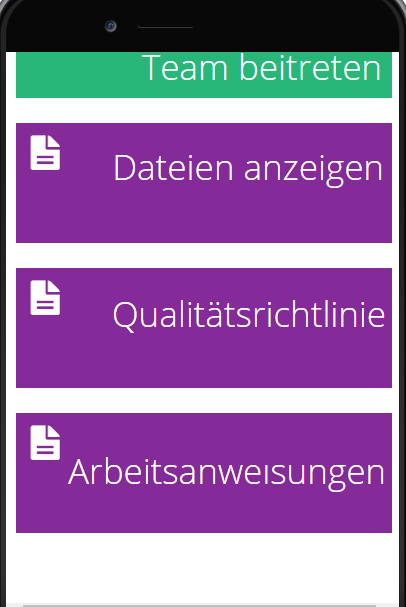 Team beitreten
Dateien anzeigen
Qualitätsrichtlinie
Arbeitsanweisungen